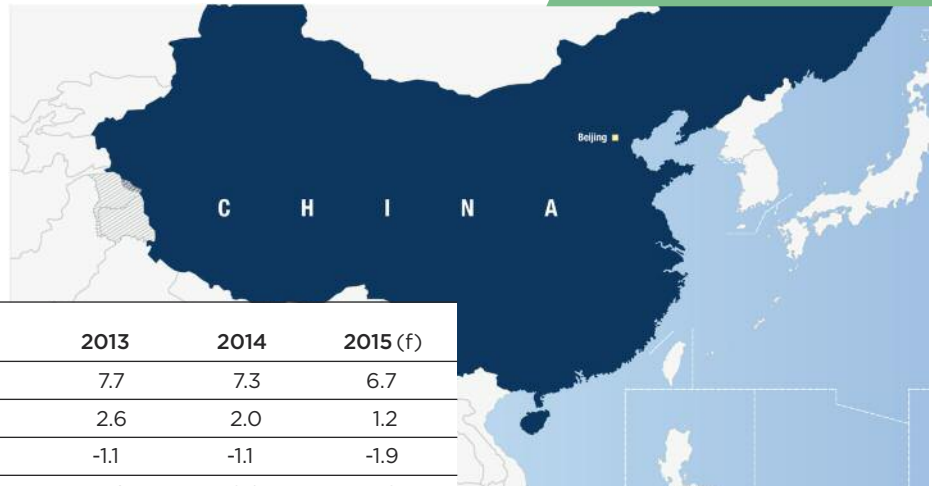 Beijing
C H I N A
2013 2014 2015 (f)
7.7 7.3 6.7
2.6 2.0 1.2
-1.1 -1.1 -1.9